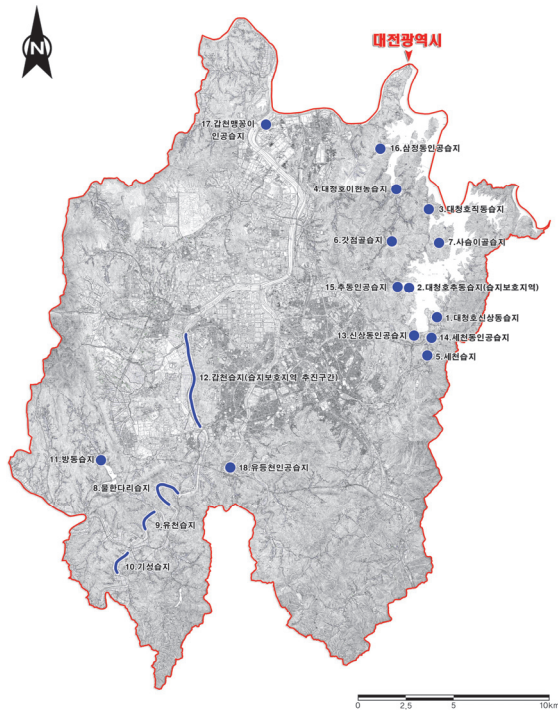 N
대전광역시
17.갑천맹꽁이
인공습지
16.삼정동인공습지
4.대청호이현농습지
3.대청호직동습지
6.갓점골습지
7.사슴이골습지
15.추동인공습지
2.대청호추동습지(습지보호지역)
1.대청호신상동습지
13.신상동인공습지
14.세천동인공습지
5.세천습지
12.갑천습지(습지보호지역 추진구간)
11.방동습지
18.유등천인공습지
8.물한다리습지
9.유천습지
10.기성습지
0 2,5 5 10km